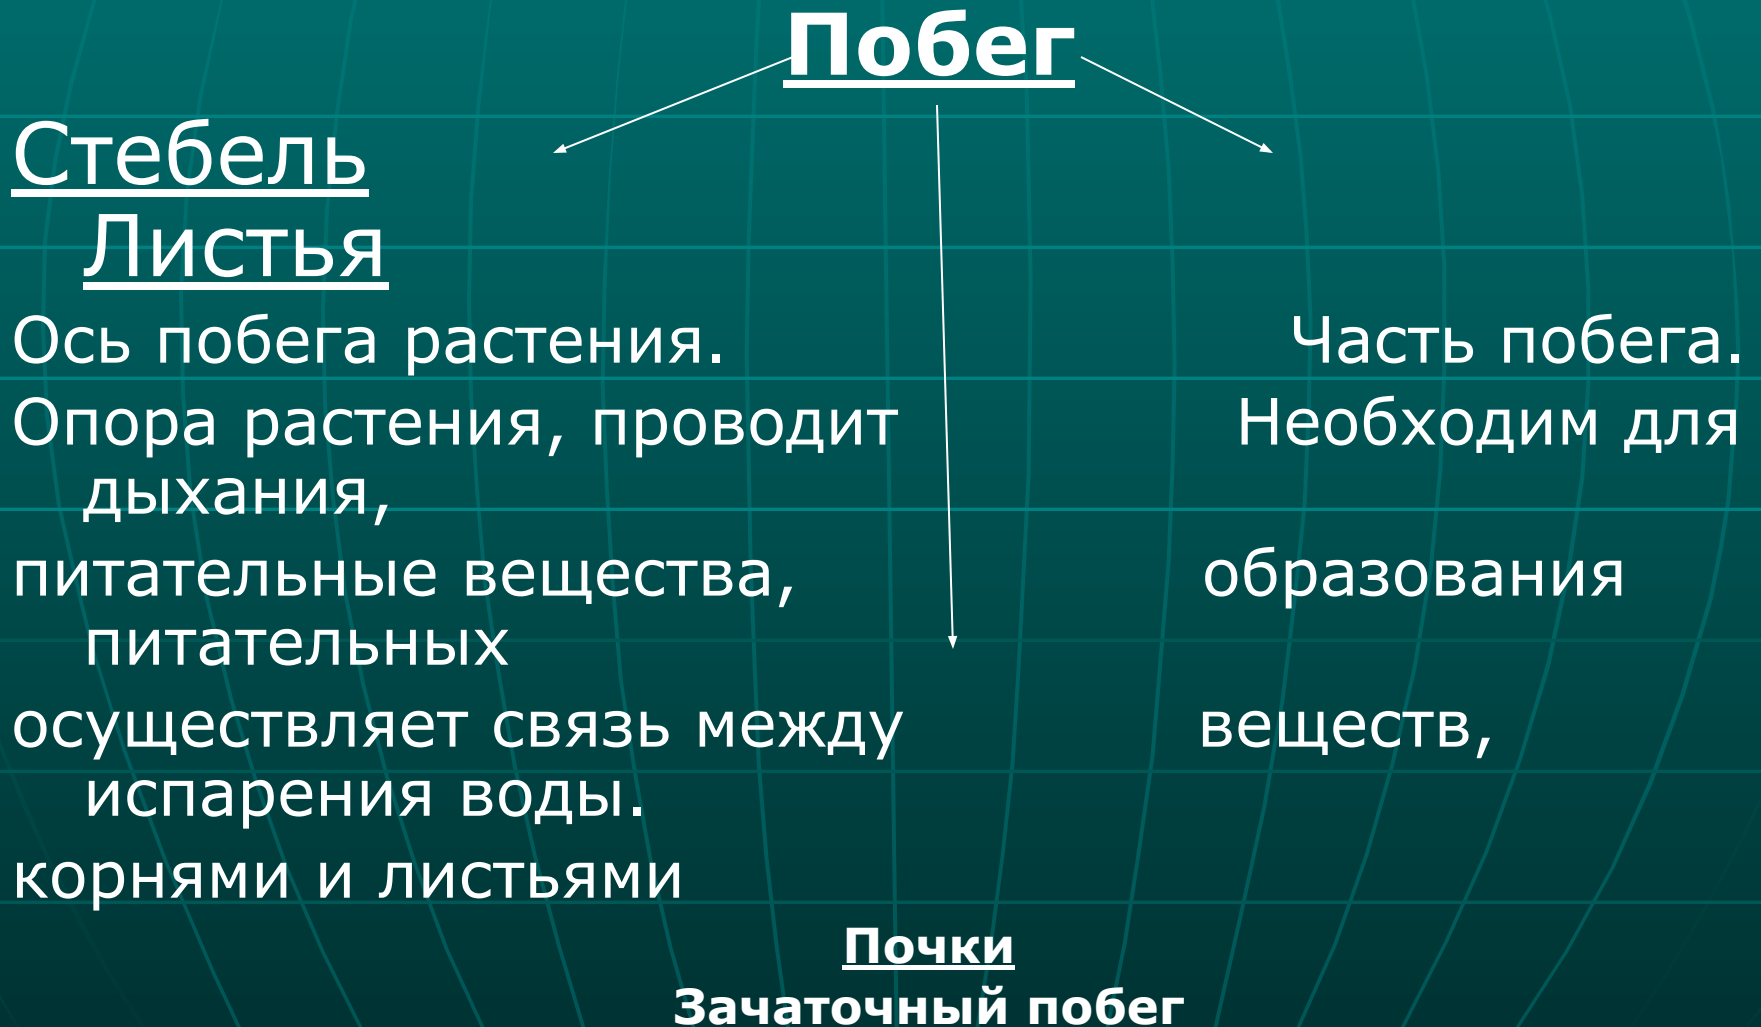 Побег
Стебель
Листья
Ось побега растения. Часть побега.
Опора растения, проводит Необходим для
дыхания,
питательные вещества, образования
питательных
осуществляет связь между веществ,
испарения воды.
корнями и листьями
Почки
Зачаточный побег